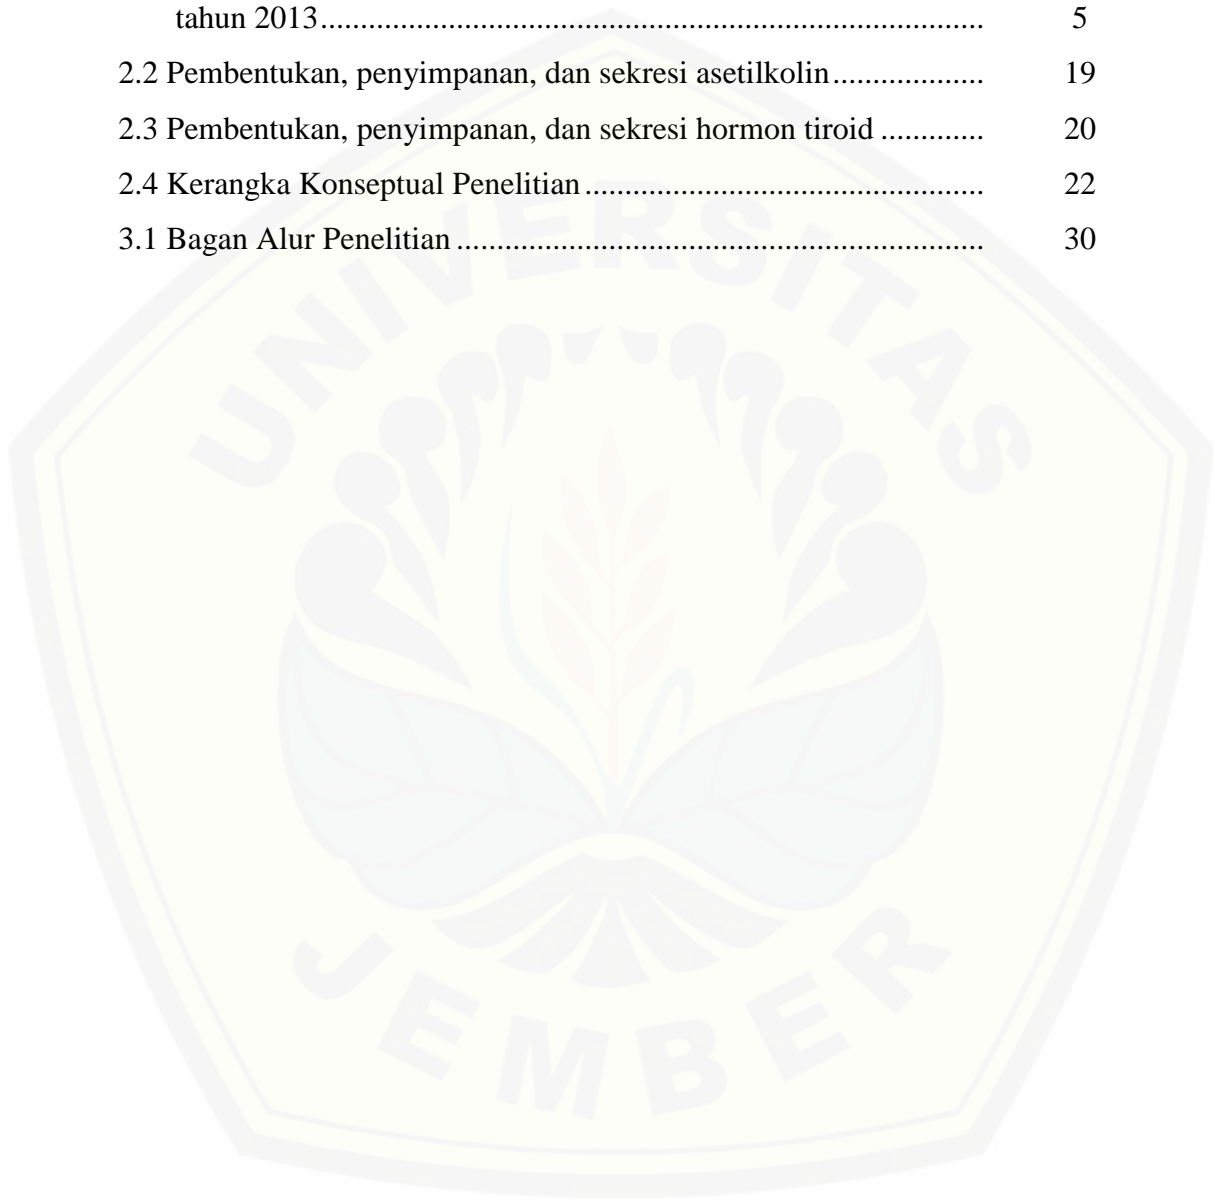 tahun 2013.................................................................................... 5
2.2 Pembentukan, penyimpanan, dan sekresi asetilkolin................... 19
2.3 Pembentukan, penyimpanan, dan sekresi hormon tiroid ............. 20
2.4 Kerangka Konseptual Penelitian .................................................. 22
3.1 Bagan Alur Penelitian ................................................................... 30
UNIVERSITAS
JEMBER